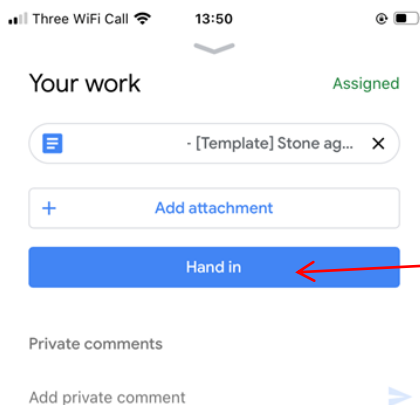 Three WiFi Call 13:50
Your work Assigned
- [Template] Stone ag...
+ Add attachment
Hand in
Private comments
Add private comment